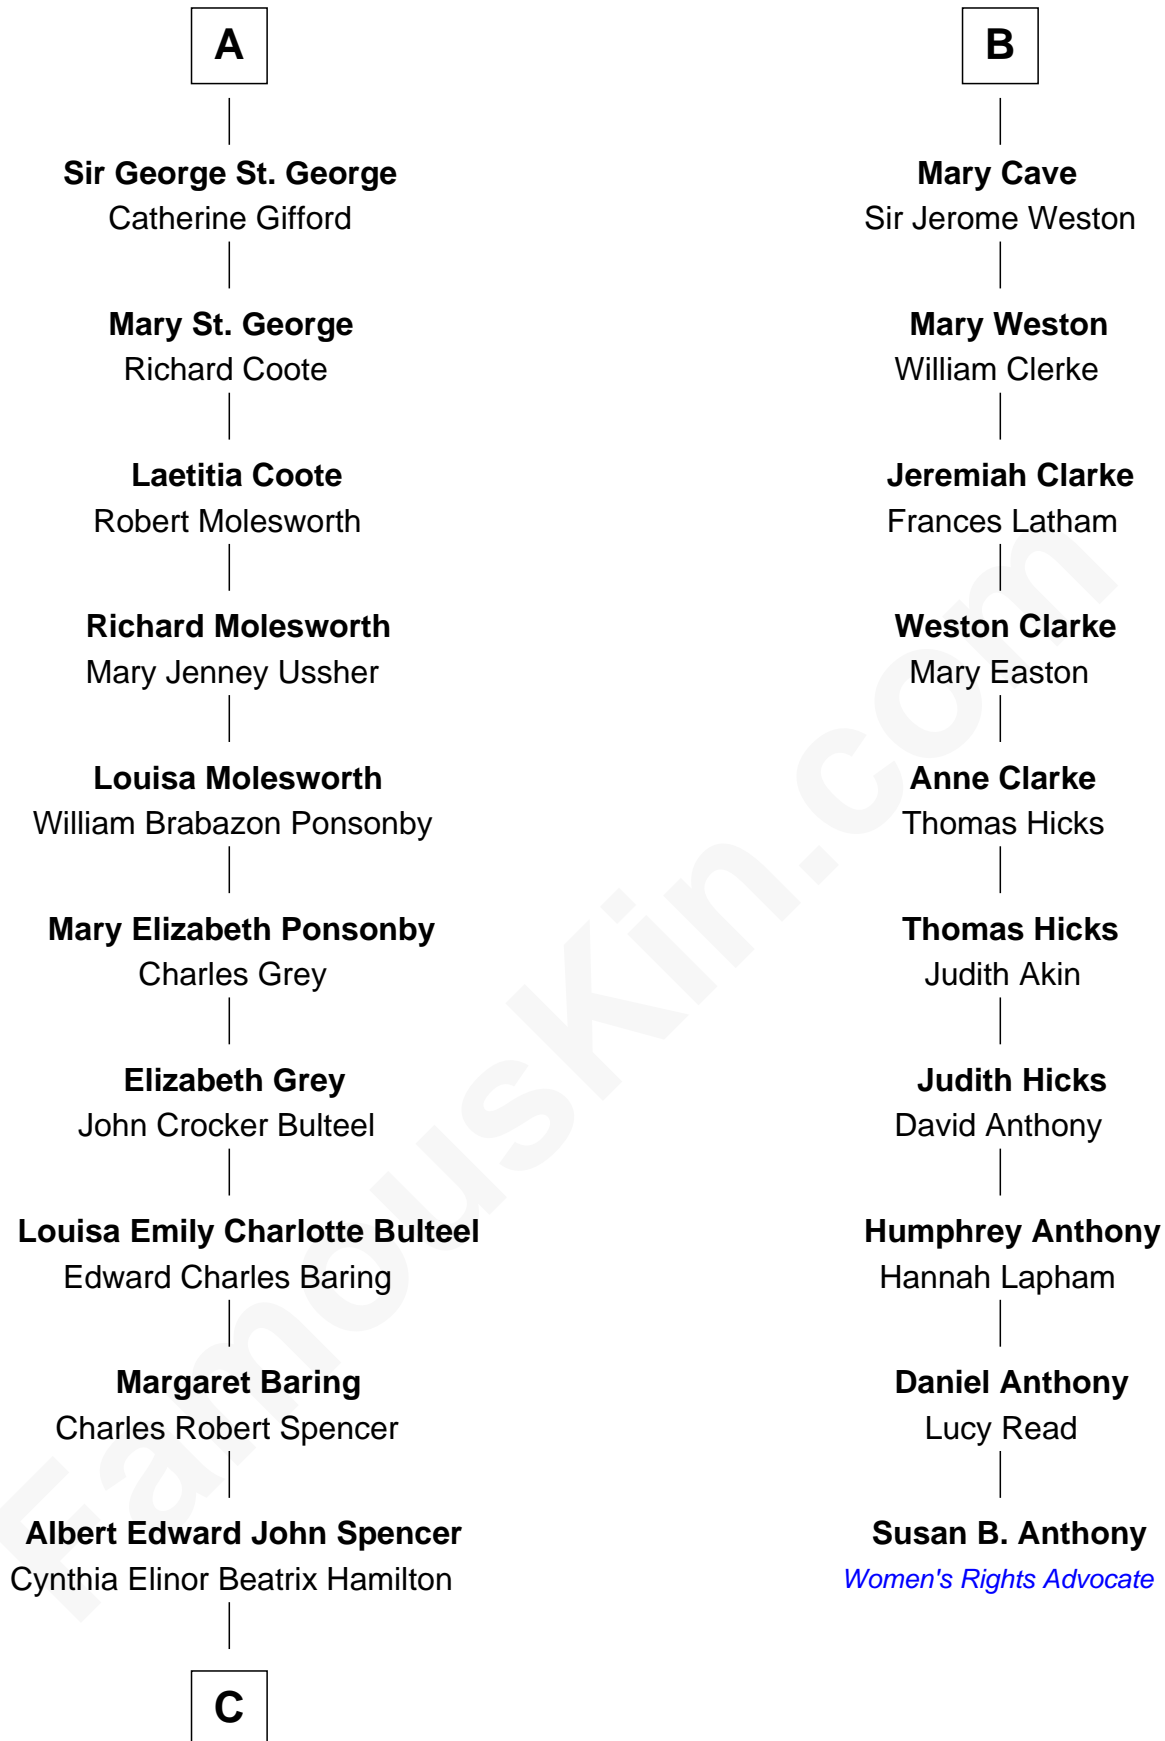 A
Sir George St. George
Catherine Gifford
Mary St. George
Richard Coote
Laetitia Coote
Robert Molesworth
Richard Molesworth
Mary Jenney Ussher
Louisa Molesworth
William Brabazon Ponsonby
Mary Elizabeth Ponsonby
Charles Grey
Elizabeth Grey
John Crocker Bulteel
Louisa Emily Charlotte Bulteel
Edward Charles Baring
Margaret Baring
Charles Robert Spencer
Albert Edward John Spencer
Cynthia Elinor Beatrix Hamilton
C
B
Mary Cave
Sir Jerome Weston
Mary Weston
William Clerke
Jeremiah Clarke
Frances Latham
Weston Clarke
Mary Easton
Anne Clarke
Thomas Hicks
Thomas Hicks
Judith Akin
Judith Hicks
David Anthony
Humphrey Anthony
Hannah Lapham
Daniel Anthony
Lucy Read
Susan B. Anthony
Women's Rights Advocate
FamousKin.com